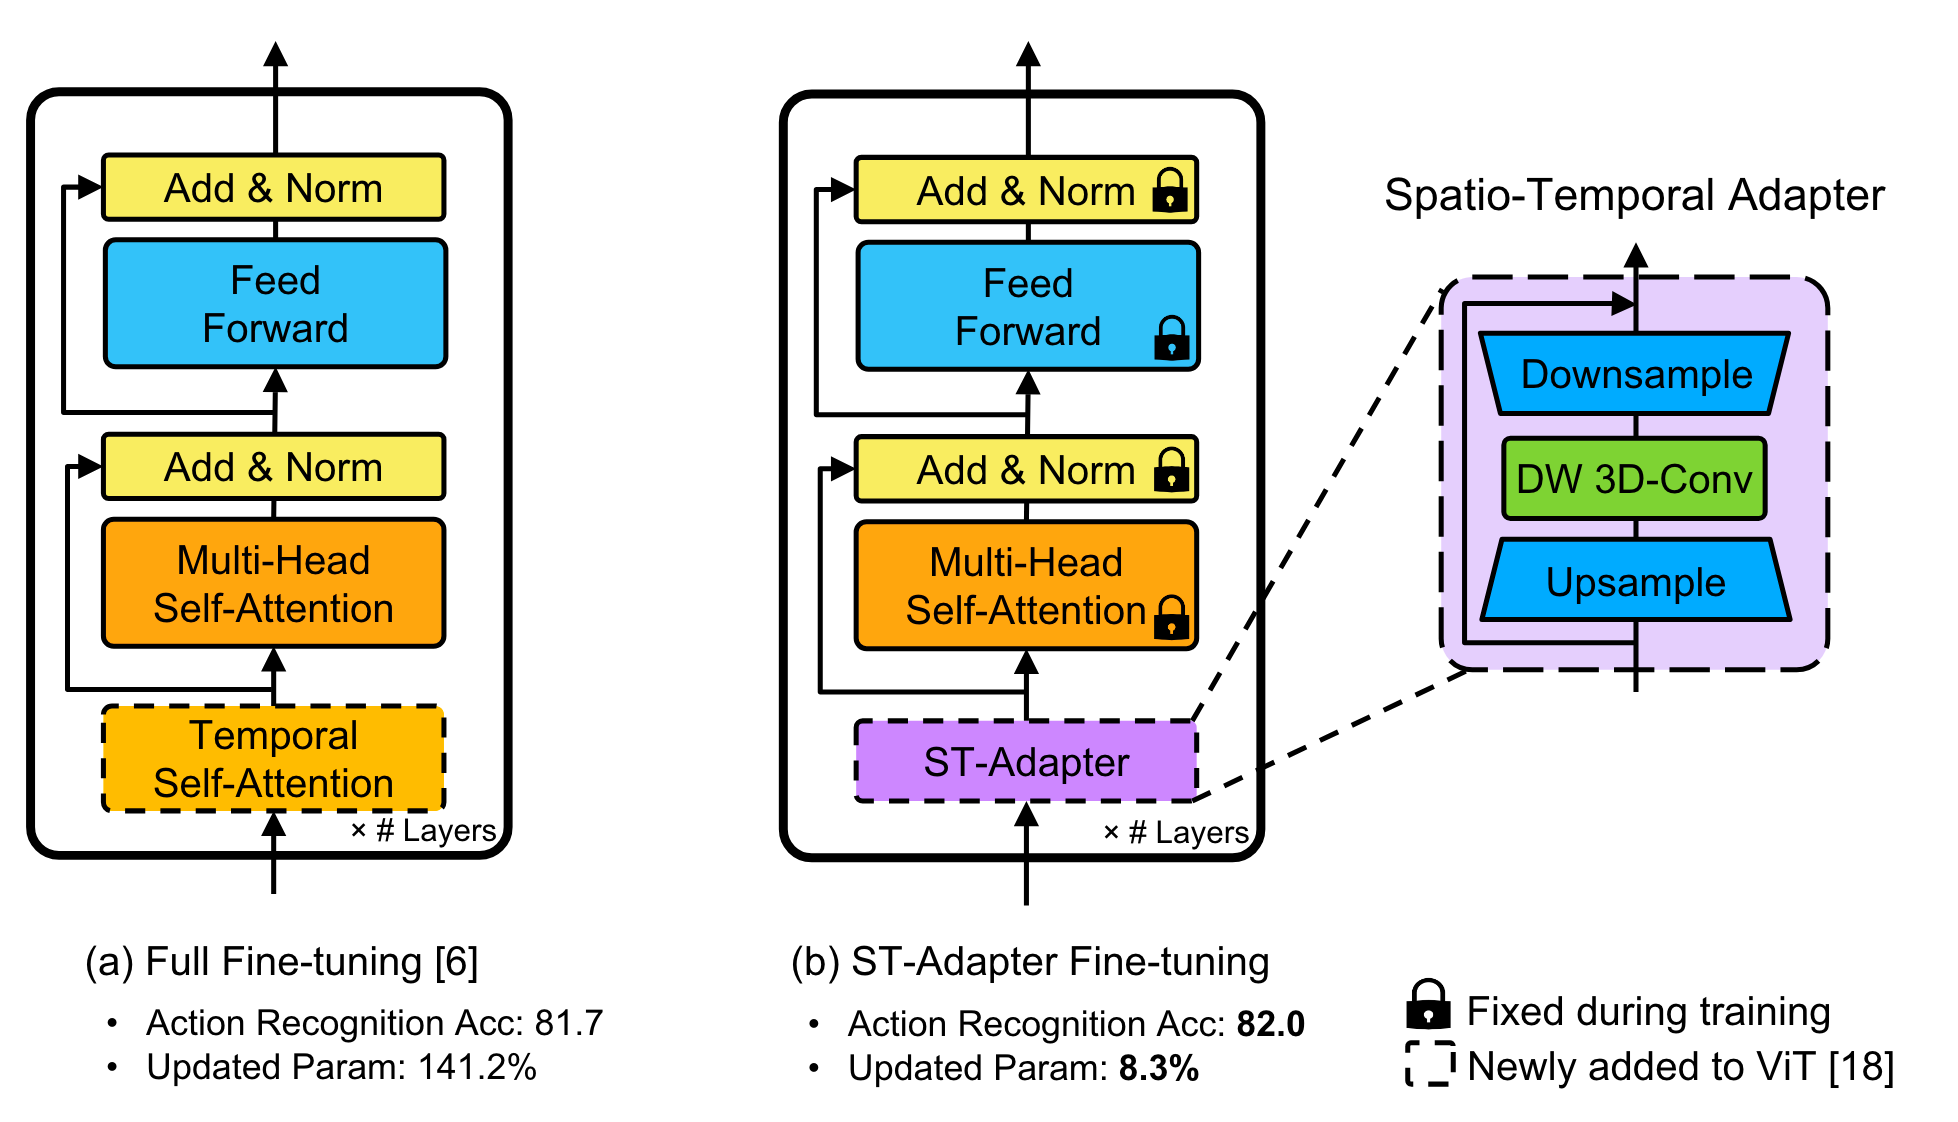 Add & Norm
Feed
Forward
Add & Norm
Multi-Head
Self-Attention
Temporal
Self-Attention
× # Layers
(a) Full Fine-tuning [6]
• Action Recognition Acc: 81.7
• Updated Param: 141.2%
Add & Norm
Feed
Forward
Add & Norm
Multi-Head
Self-Attention
ST-Adapter
× # Layers
(b) ST-Adapter Fine-tuning
• Action Recognition Acc: 82.0
• Updated Param: 8.3%
Spatio-Temporal Adapter
Downsample
DW 3D-Conv
Upsample
Fixed during training
Newly added to ViT [18]